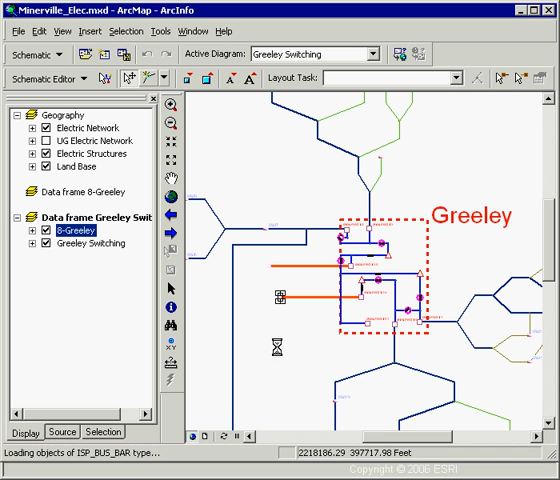 Minerville_Elec.mxd - ArcMap - ArcInfo
File Edit View Insert Selection Tools Window Help
Schematic Active Diagram: Greeley Switching
Schematic Editor A A Layout Task:
Geography
Electric Network
UG Electric Network
Electric Structures
Land Base
Data frame 8-Greeley
Data frame Greeley Swit
8-Greeley
Greeley Switching
Greeley
XY
Display Source Selection
Loading objects of ISP_BUS_BAR type... 2218186.29 397717.98 Feet
Copyright © 2006 ESRI